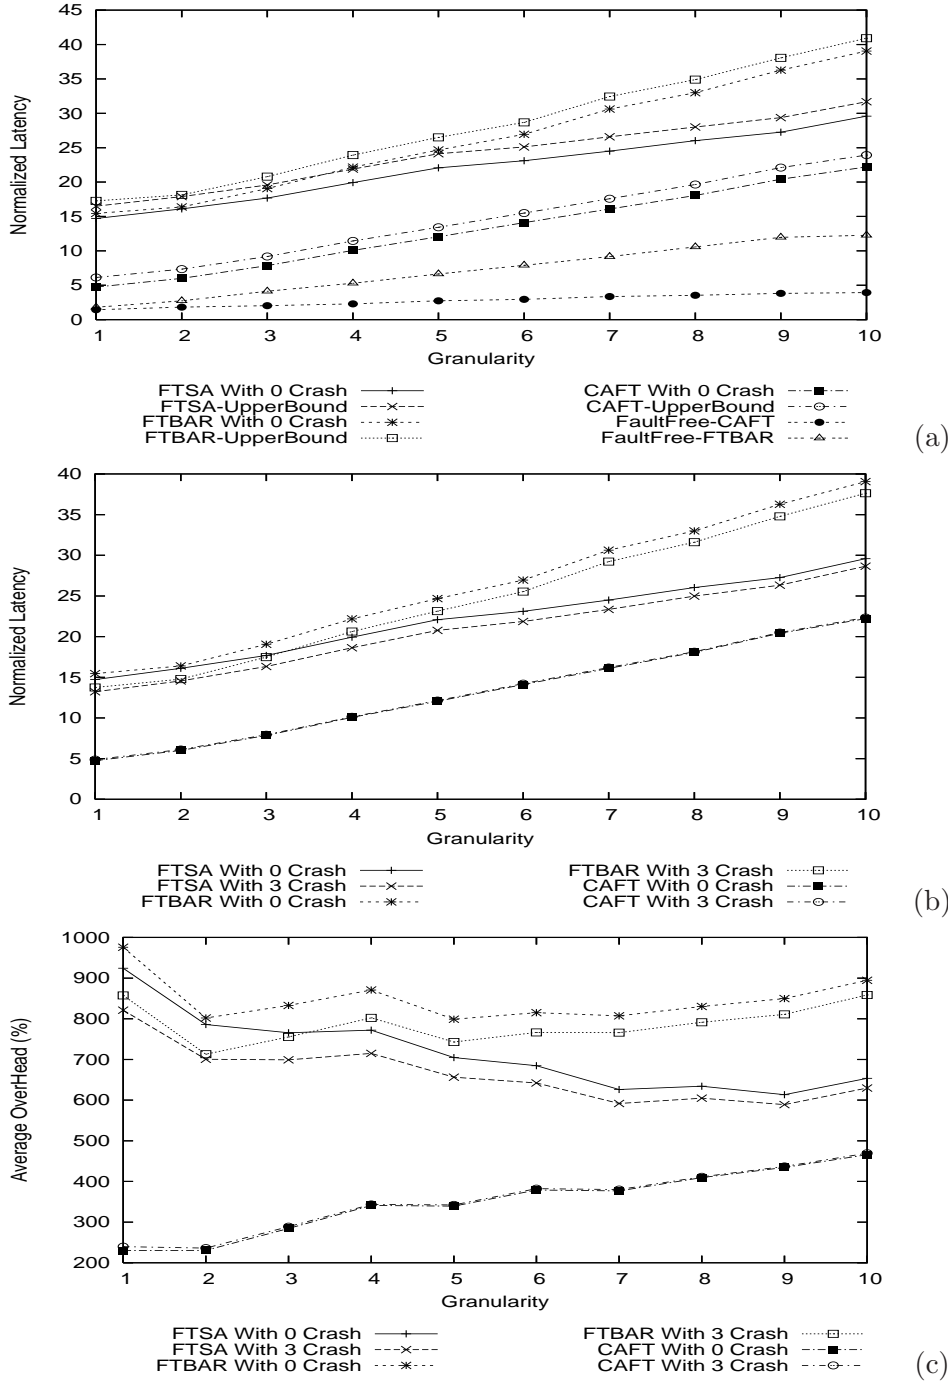 45
40
35
30
25
20
15
10
5
0
Normalized Latency
1 2 3 4 5 6 7 8 9 10
Granularity
FTSA With 0 Crash
FTSA-UpperBound
FTBAR With 0 Crash
FTBAR-UpperBound
CAFT With 0 Crash
CAFT-UpperBound
FaultFree-CAFT
FaultFree-FTBAR
(a)
40
35
30
25
20
15
10
5
0
Normalized Latency
1 2 3 4 5 6 7 8 9 10
Granularity
FTSA With 0 Crash
FTSA With 3 Crash
FTBAR With 0 Crash
FTBAR With 3 Crash
CAFT With 0 Crash
CAFT With 3 Crash
(b)
1000
900
800
700
600
500
400
300
200
Average OverHead (%)
1 2 3 4 5 6 7 8 9 10
Granularity
FTSA With 0 Crash
FTSA With 3 Crash
FTBAR With 0 Crash
FTBAR With 3 Crash
CAFT With 0 Crash
CAFT With 3 Crash
(c)